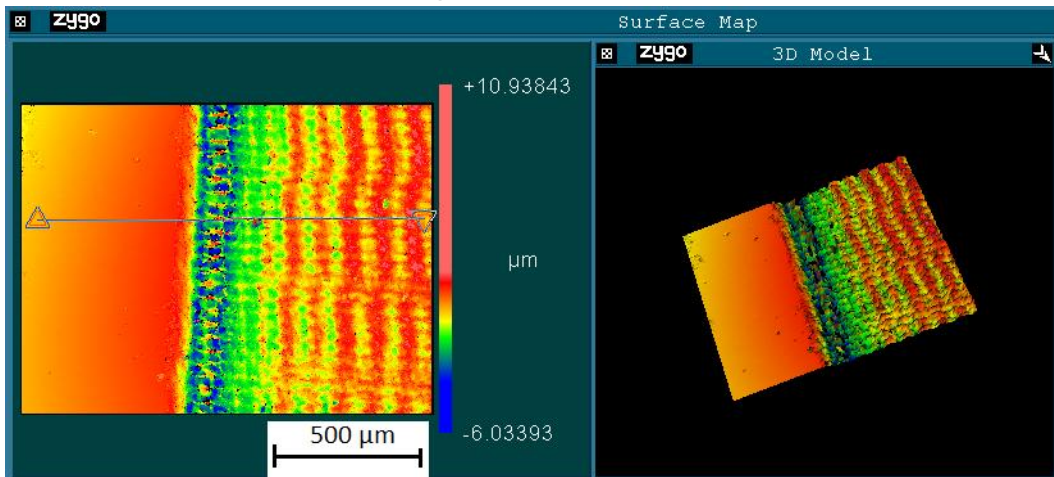 zygo
Surface Map
zygo
3D Model
+10.93843
µm
-6.03393
500 µm